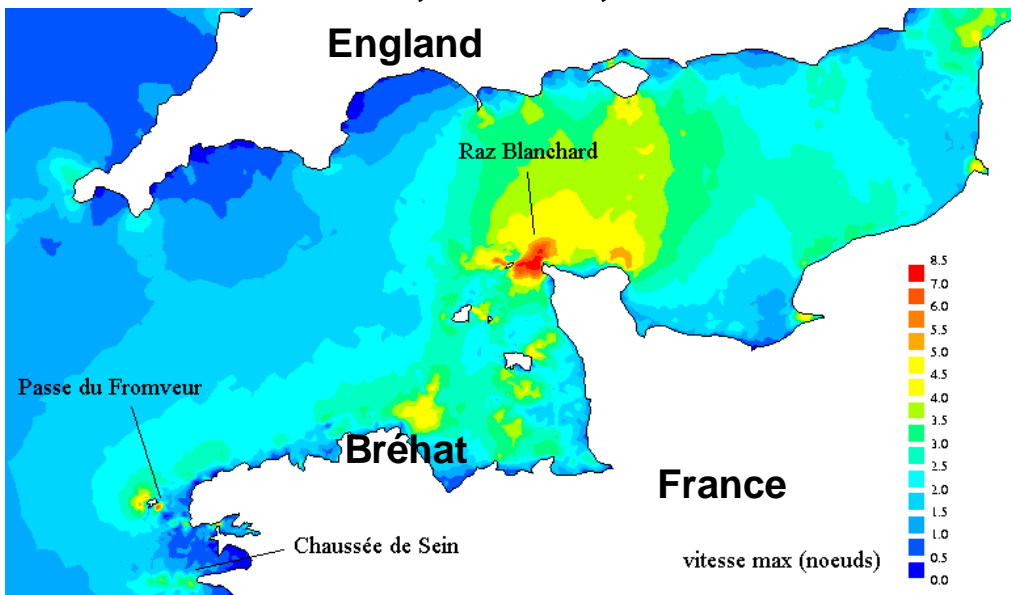 England
Raz Blanchard
Passe du Fromveur
Bréhat
France
Chaussée de Sein
vitesse max (noeuds)
8.5
7.0
6.0
5.5
5.0
4.5
4.0
3.5
3.0
2.5
2.0
1.5
1.0
0.5
0.0